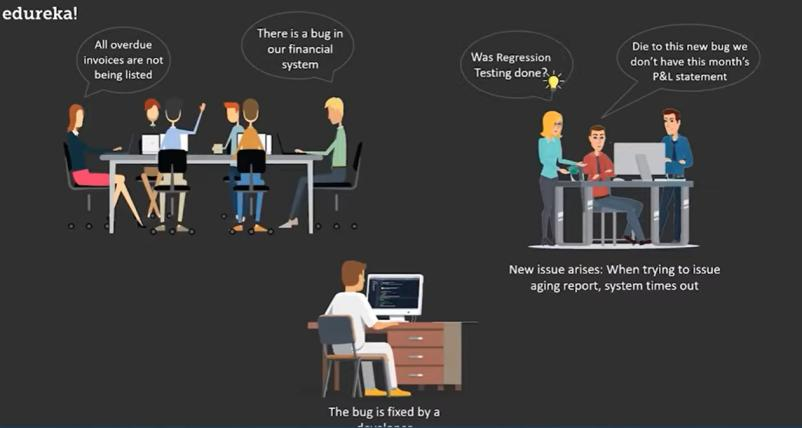 edureka!
All overdue
invoices are not
being listed
There is a bug in
our financial
system
Was Regression
Testing done?
Die to this new bug we
don't have this month's
P&L statement
New issue arises: When trying to issue
aging report, system times out
The bug is fixed by a